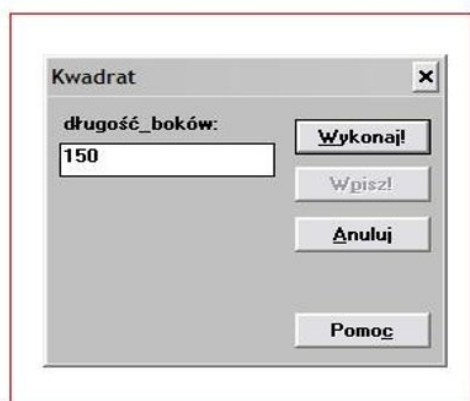 Kwadrat
długość_boków:
150
Wykonaj!
Wpisz!
Anuluj
Pomoc